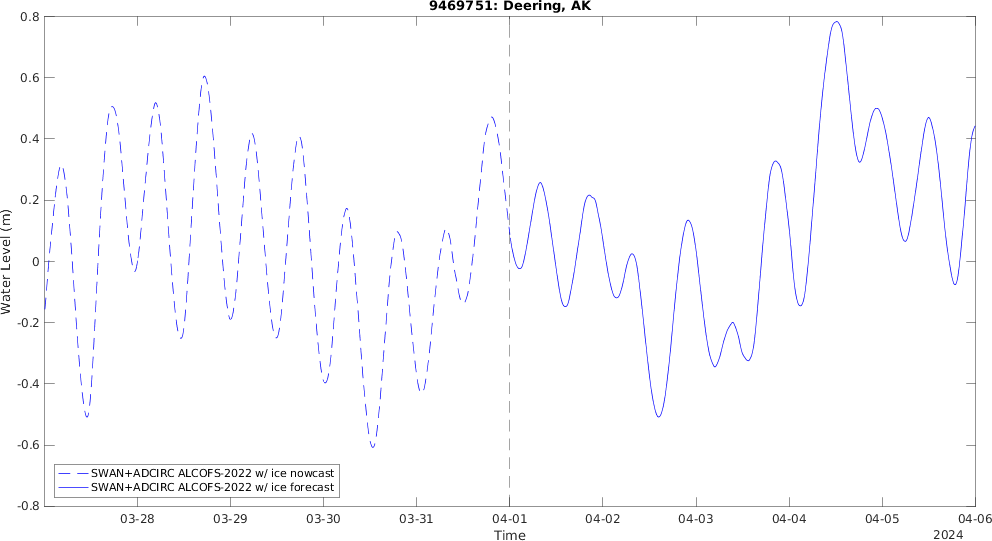 9469751: Deering, AK
0.8
0.6
0.4
0.2
0
-0.2
-0.4
-0.6
-0.8
Water Level (m)
SWAN+ADCIRC ALCOFS-2022 w/ ice nowcast
SWAN+ADCIRC ALCOFS-2022 w/ ice forecast
03-28 03-29 03-30 03-31 04-01 04-02 04-03 04-04 04-05 04-06
Time
2024